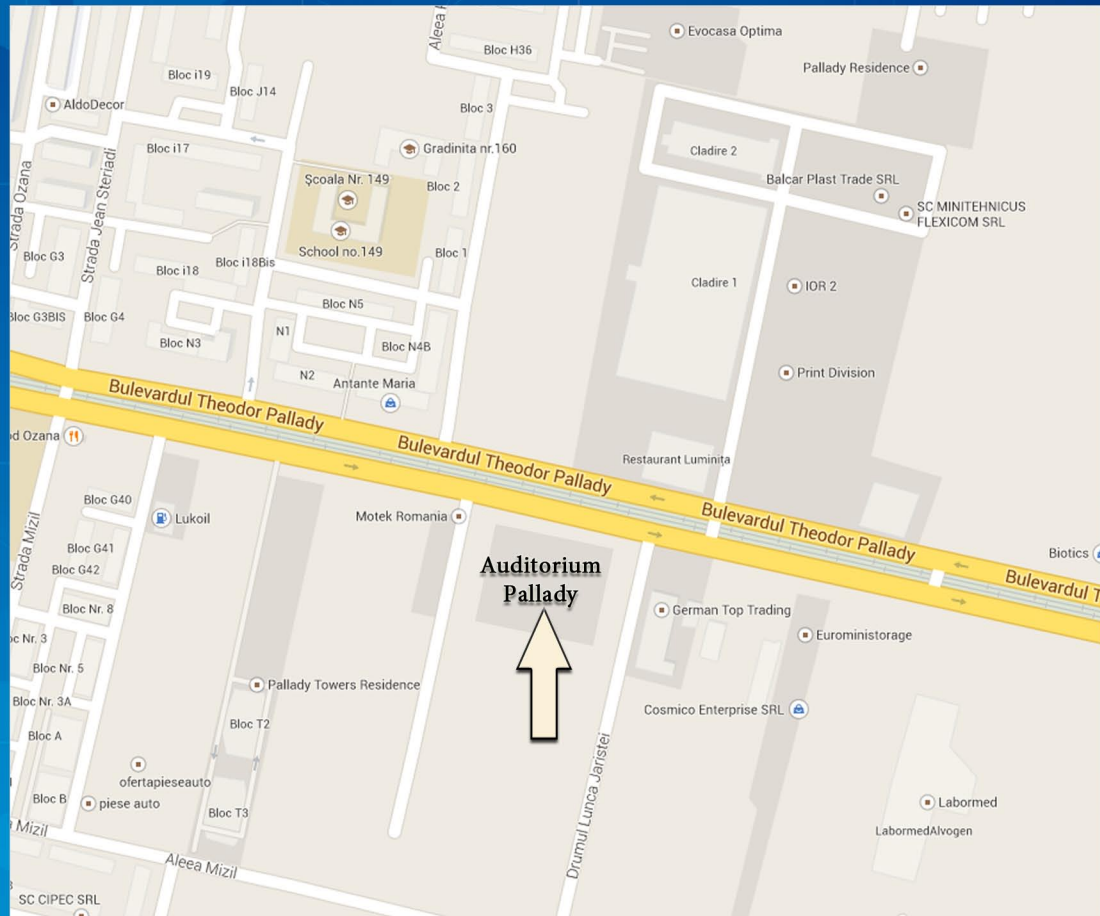 Aleea
Evocasa Optima
Bloc H36
Pallady Residence
Bloc i19
Bloc J14
AldoDecor
Bloc 3
Bloc i17
Gradinita nr.160
Cladire 2
Şcoala Nr. 149
Bloc 2
Balcar Plast Trade SRL
SC MINITEHNICUS
FLEXICOM SRL
Strada Ozana
Strada Jean Steriadi
School no.149
Bloc 1
Bloc G3
Bloc i18
Bloc i18Bis
Cladire 1
IOR 2
Bloc N5
Bloc G3BIS
Bloc G4
N1
Bloc N3
Bloc N4B
N2
Antante Maria
Print Division
Bulevardul Theodor Pallady
Bulevardul Theodor Pallady
Ozana
Restaurant Luminița
Bloc G40
Lukoil
Motek Romania
Bulevardul Theodor Pallady
Strada Mizil
Bloc G41
Bloc G42
Auditorium
Pallady
Biotics
Bulevardul T
Bloc Nr. 8
German Top Trading
Euroministorage
Nr. 3
Bloc Nr. 5
Pallady Towers Residence
Bloc Nr. 3A
Cosmico Enterprise SRL
Bloc T2
Bloc A
Drumul Lunca Jaristei
ofertapieseauto
Bloc B
piese auto
Bloc T3
Labormed
LabormedAlvogen
Mizil
Aleea Mizil
SC CIPEC SRL